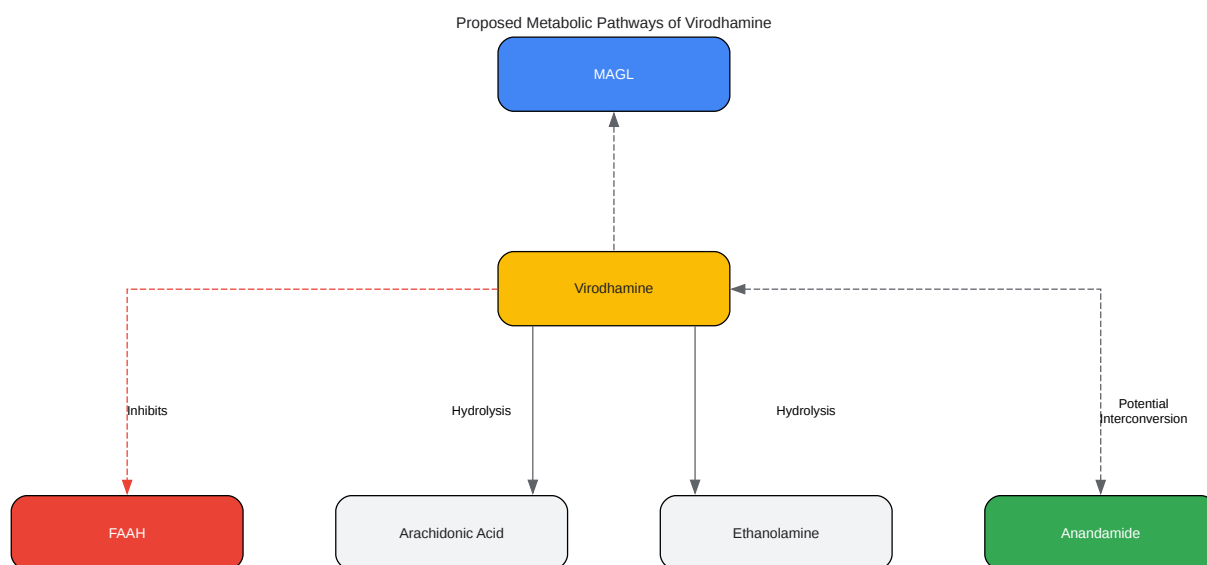 Proposed Metabolic Pathways of Virodhamine
MAGL
Virodhamine
Inhibits
Hydrolysis
Hydrolysis
Potential
Interconversion
FAAH
Arachidonic Acid
Ethanolamine
Anandamide